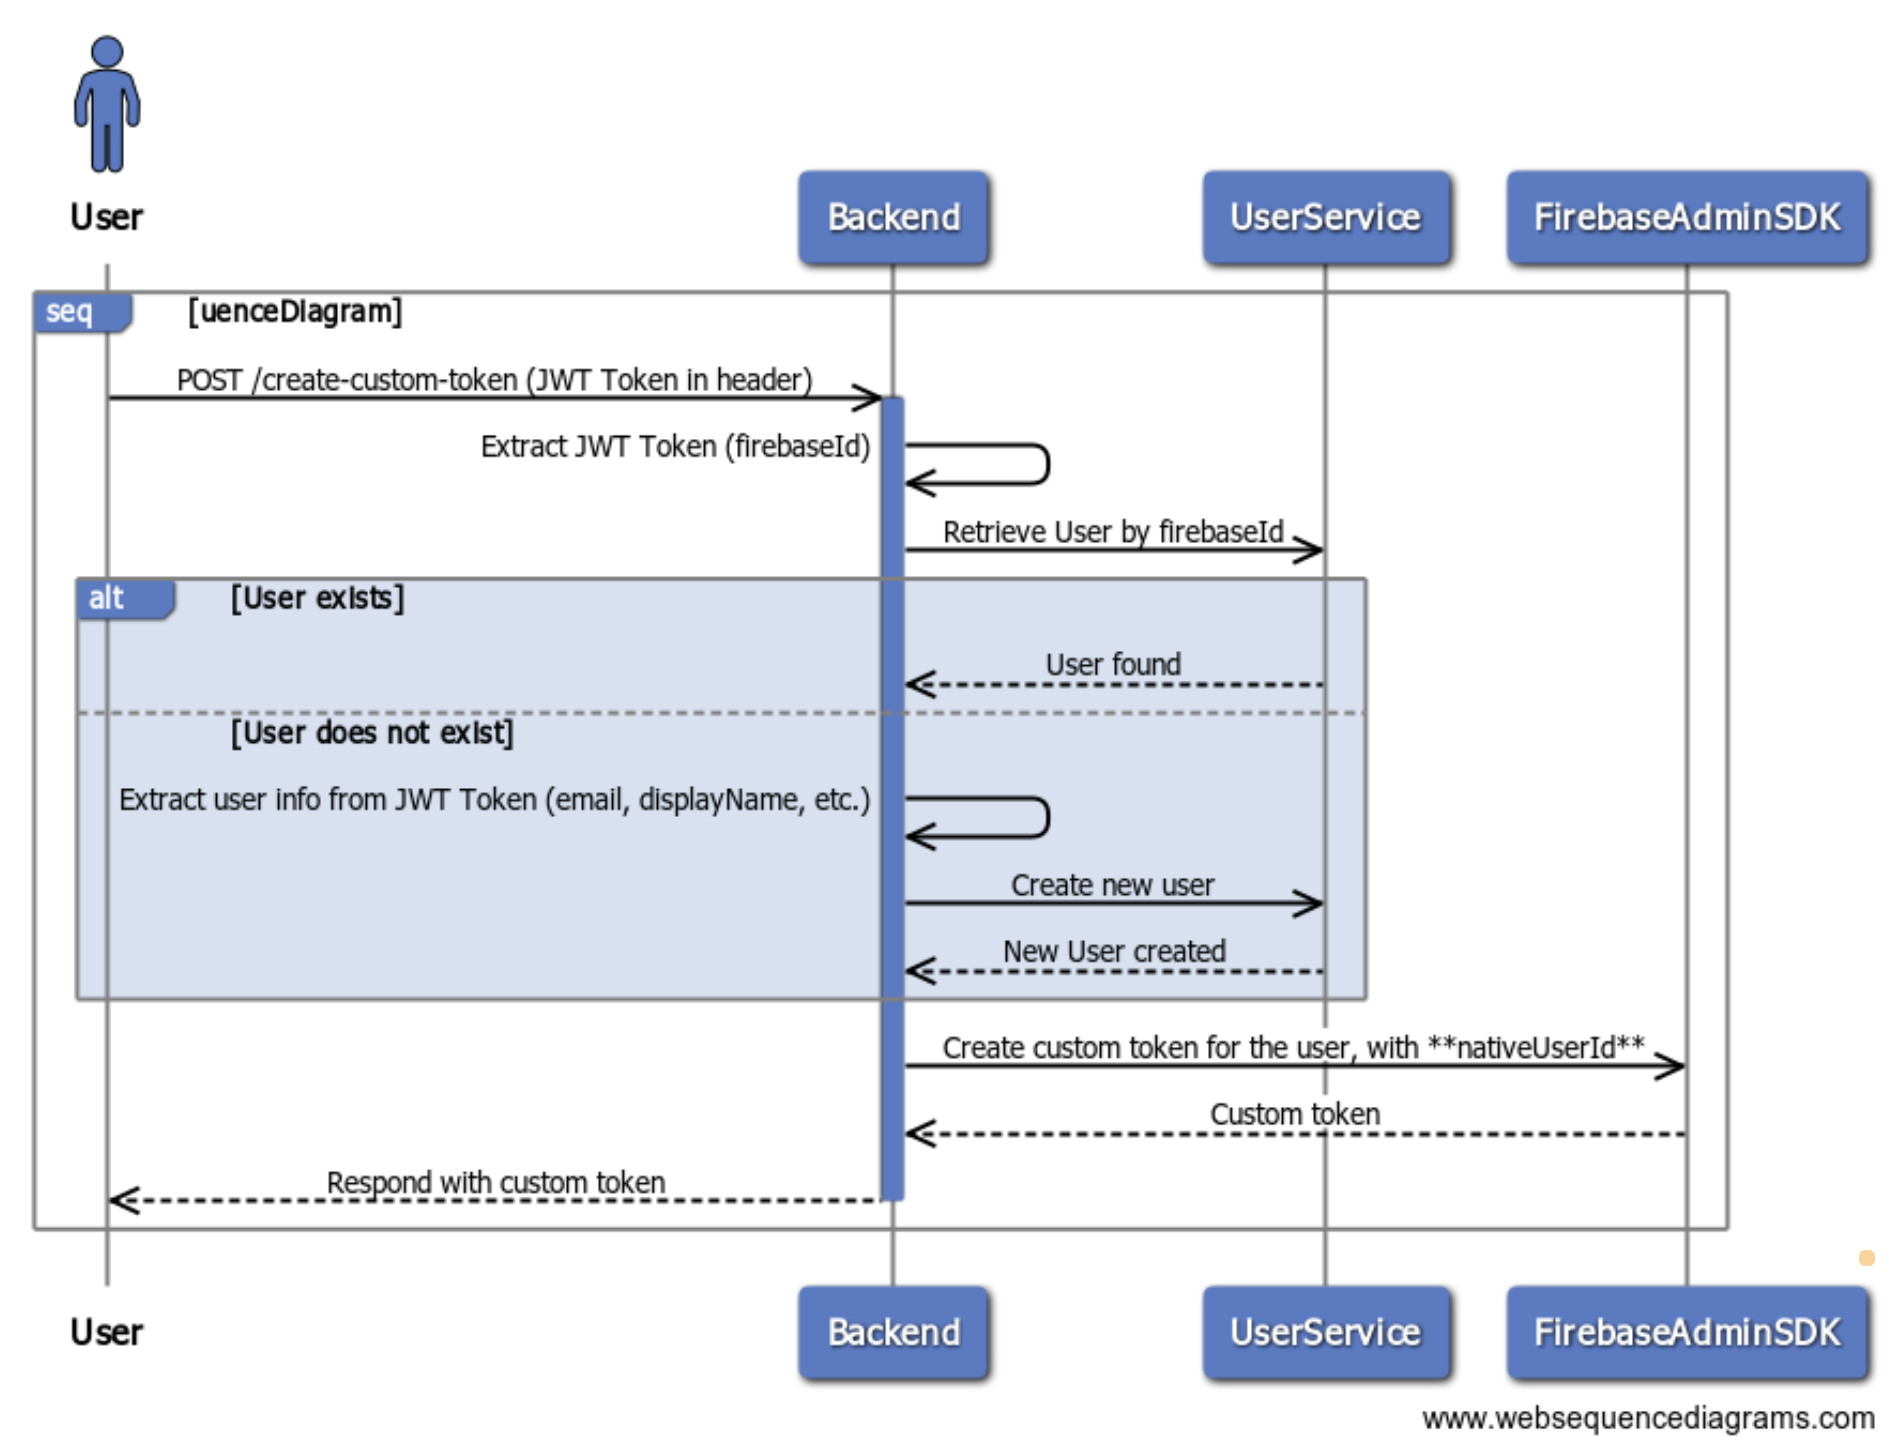 User
Backend
UserService
FirebaseAdminSDK
seq
[uenceDiagram]
POST /create-custom-token (JWT Token in header)
Extract JWT Token (firebaseId)
Retrieve User by firebaseId
alt
[User exists]
User found
[User does not exist]
Extract user info from JWT Token (email, displayName, etc.)
Create new user
New User created
Create custom token for the user, with **nativeUserId**
Custom token
Respond with custom token
User
Backend
UserService
FirebaseAdminSDK
www.websequencediagrams.com